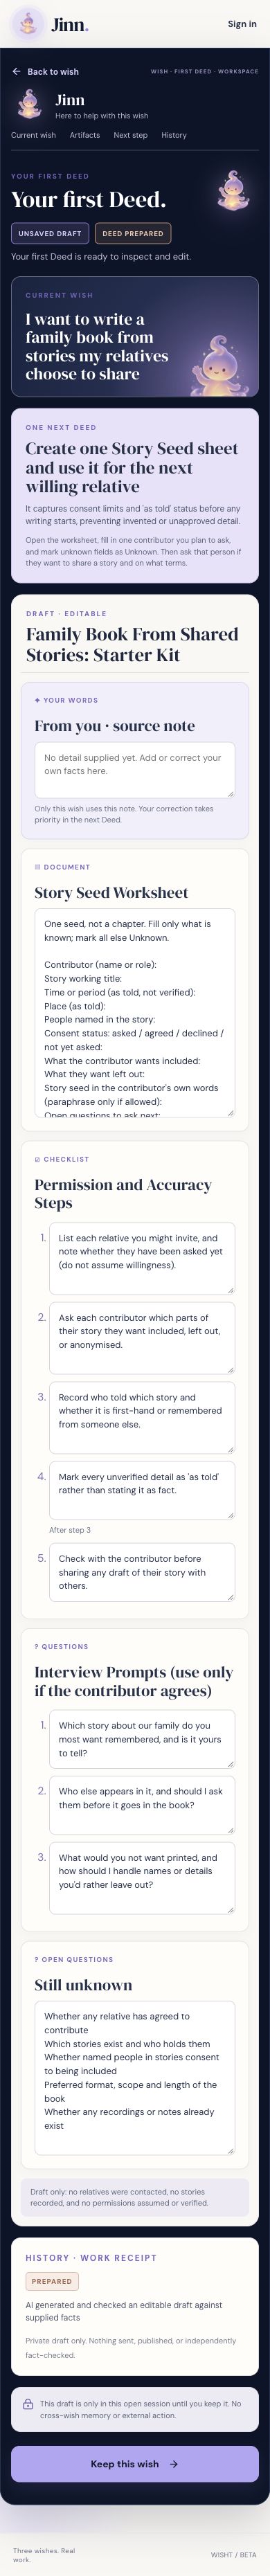 Jinn.
Sign in
Back to wish
WISH · FIRST DEED · WORKSPACE
Jinn
Here to help with this wish
Current wish Artifacts Next step History
YOUR FIRST DEED
Your first Deed.
UNSAVED DRAFT
DEED PREPARED
Your first Deed is ready to inspect and edit.
CURRENT WISH
I want to write a
family book from
stories my relatives
choose to share
ONE NEXT DEED
Create one Story Seed sheet
and use it for the next
willing relative
It captures consent limits and 'as told' status before any
writing starts, preventing invented or unapproved detail.
Open the worksheet, fill in one contributor you plan to ask,
and mark unknown fields as Unknown. Then ask that person if
they want to share a story and on what terms.
DRAFT · EDITABLE
Family Book From Shared
Stories: Starter Kit
YOUR WORDS
From you · source note
No detail supplied yet. Add or correct your
own facts here.
Only this wish uses this note. Your correction takes
priority in the next Deed.
DOCUMENT
Story Seed Worksheet
One seed, not a chapter. Fill only what is
known; mark all else Unknown.
Contributor (name or role):
Story working title:
Time or period (as told, not verified):
Place (as told):
People named in the story:
Consent status: asked / agreed / declined /
not yet asked:
What the contributor wants included:
What they want left out:
Story seed in the contributor's own words
(paraphrase only if allowed):
Open questions to ask next:
CHECKLIST
Permission and Accuracy
Steps
1. List each relative you might invite, and
note whether they have been asked yet
(do not assume willingness).
2. Ask each contributor which parts of
their story they want included, left out,
or anonymised.
3. Record who told which story and
whether it is first-hand or remembered
from someone else.
4. Mark every unverified detail as 'as told'
rather than stating it as fact.
After step 3
5. Check with the contributor before
sharing any draft of their story with
others.
? QUESTIONS
Interview Prompts (use only
if the contributor agrees)
1. Which story about our family do you
most want remembered, and is it yours
to tell?
2. Who else appears in it, and should I ask
them before it goes in the book?
3. What would you not want printed, and
how should I handle names or details
you'd rather leave out?
? OPEN QUESTIONS
Still unknown
Whether any relative has agreed to
contribute
Which stories exist and who holds them
Whether named people in stories consent
to being included
Preferred format, scope and length of the
book
Whether any recordings or notes already
exist
Draft only: no relatives were contacted, no stories
recorded, and no permissions assumed or verified.
HISTORY · WORK RECEIPT
PREPARED
AI generated and checked an editable draft against
supplied facts
Private draft only. Nothing sent, published, or independently
fact-checked.
This draft is only in this open session until you keep it. No
cross-wish memory or external action.
Keep this wish
Three wishes. Real
work.
WISHT / BETA